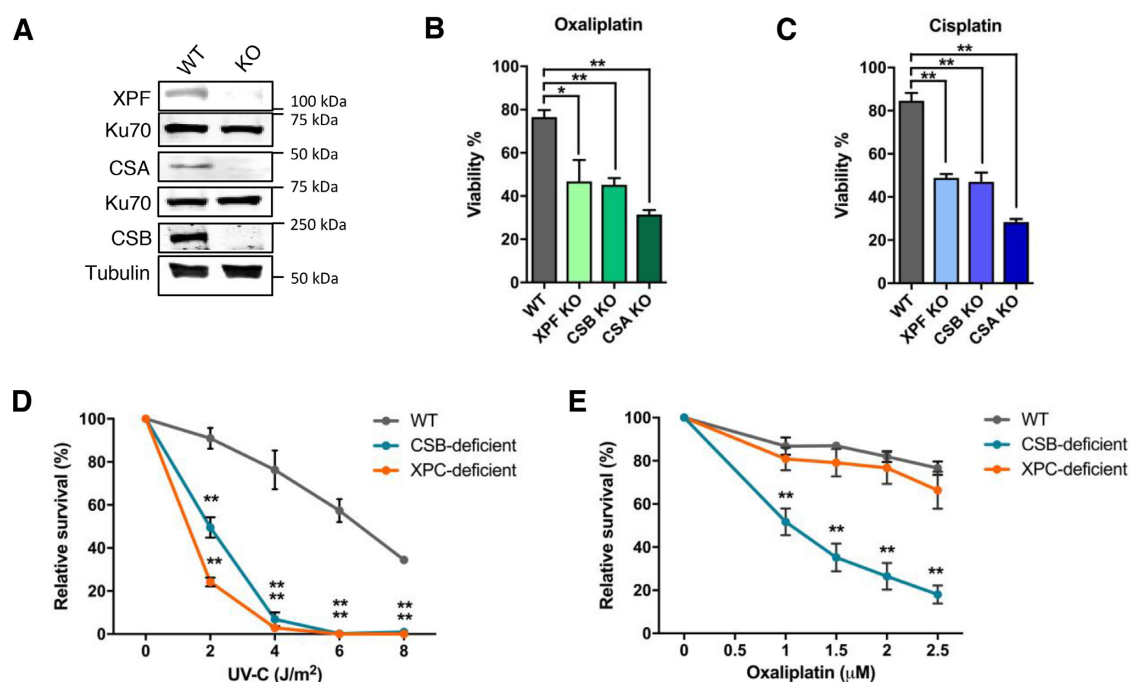 A
WT KO
XPF
100 kDa
75 kDa
Ku70
50 kDa
CSA
75 kDa
Ku70
250 kDa
CSB
Tubulin
50 kDa
B
Oxaliplatin
Viability %
100
80
60
40
20
0
** 
**
*
WT XPF KO CSB KO CSA KO
C
Cisplatin
Viability %
100
80
60
40
20
0
**
**
**
WT XPF KO CSB KO CSA KO
D
Relative survival (%)
100
80
60
40
20
0
WT
CSB-deficient
XPC-deficient
**
**
** ** **
** ** **
0 2 4 6 8
UV-C (J/m²)
E
Relative survival (%)
100
80
60
40
20
0
WT
CSB-deficient
XPC-deficient
**
**
**
**
0 0.5 1 1.5 2 2.5
Oxaliplatin (μM)